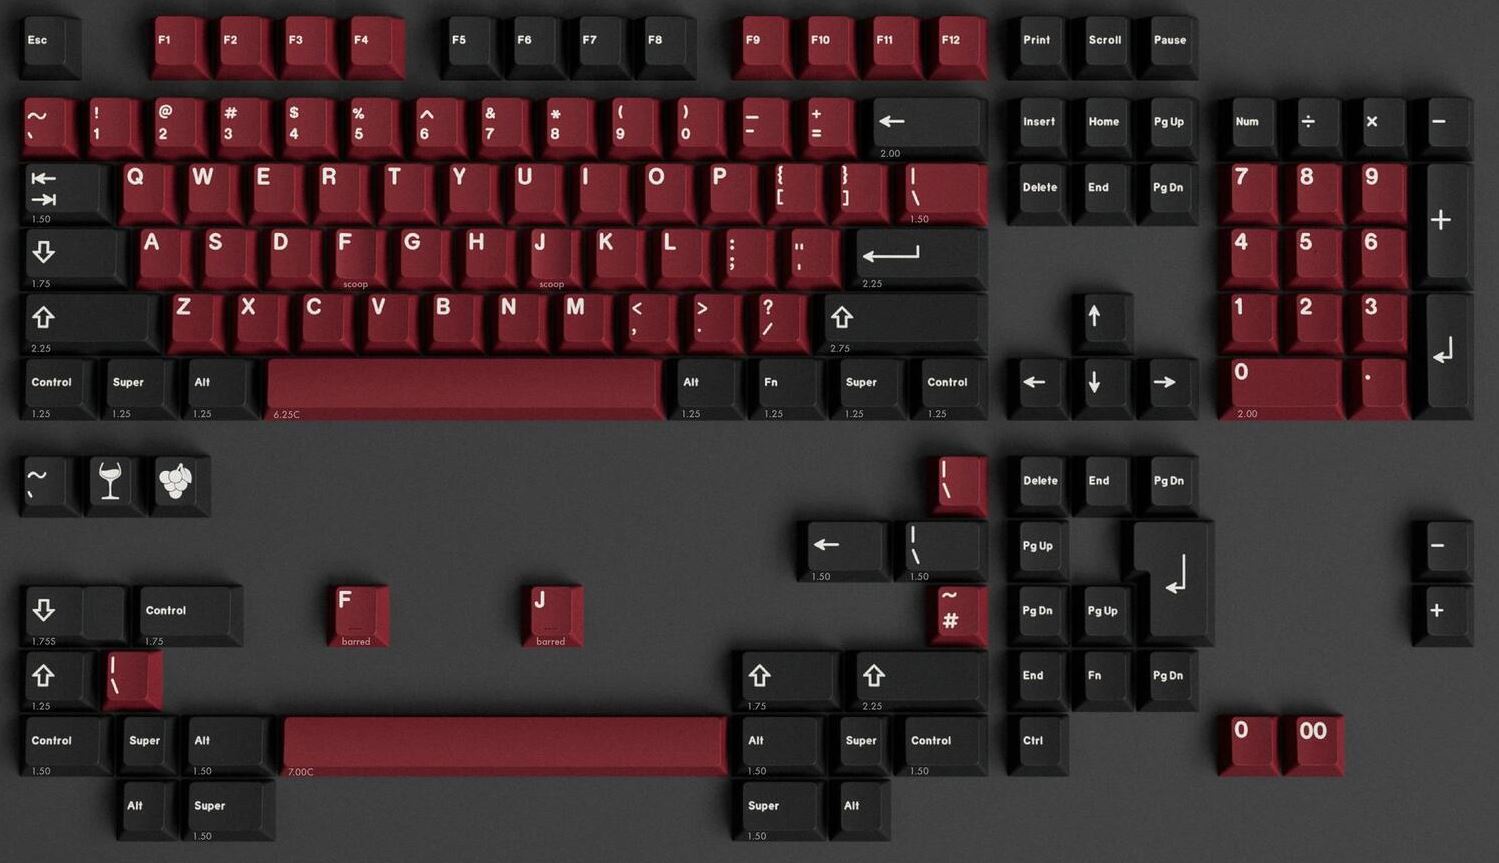 Esc F1 F2 F3 F4 F5 F6 F7 F8 F9 F10 F11 F12 Print Scroll Pause
~ ! @ # $ % ^ & * ( ) — +
` 1 2 3 4 5 6 7 8 9 0 - = ← Insert Home Pg Up Num ÷ × −
2.00
⇤ Q W E R T Y U I O P { } | 7 8 9
⇥ [ ] \ Delete End Pg Dn +
1.50 1.50
A S D F G H J K L : " 4 5 6
⇩ ; ' ↵
1.75 scoop scoop 2.25
Z X C V B N M < > ? 1 2 3
⇧ , . / ⇧ ↑ ↵
2.25 2.75
Control Super Alt Alt Fn Super Control ← ↓ → 0 .
1.25 1.25 1.25 6.25C 1.25 1.25 1.25 1.25 2.00
~ |
` \ Delete End Pg Dn
← | Pg Up −
\
1.50 1.50
⇩ Control F J ~ Pg Dn Pg Up ↵ +
#
1.75S 1.75 barred barred
⇧ | ⇧ ⇧ End Fn Pg Dn
\
1.25 1.75 2.25
Control Super Alt Alt Super Control Ctrl 0 00
1.50 1.50 7.00C 1.50 1.50
Alt Super Super Alt
1.50 1.50